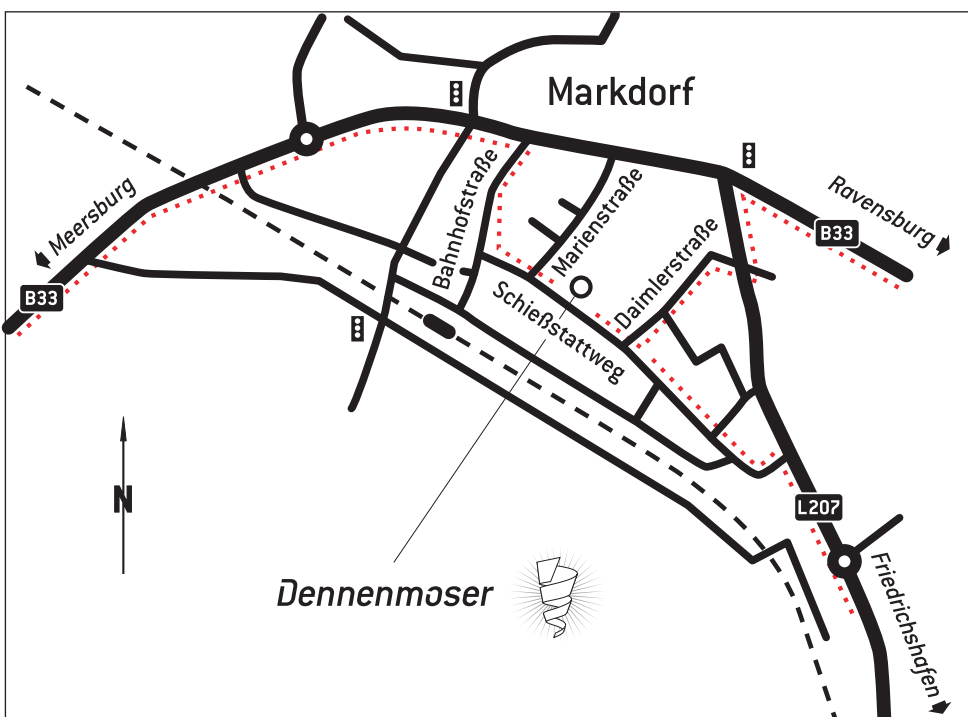 Markdorf
Ravensburg
B33
Meersburg
B33
Bahnhofstraße
Marienstraße
Daimlerstraße
Schießstattweg
N
L207
Friedrichshafen
Dennenmoser